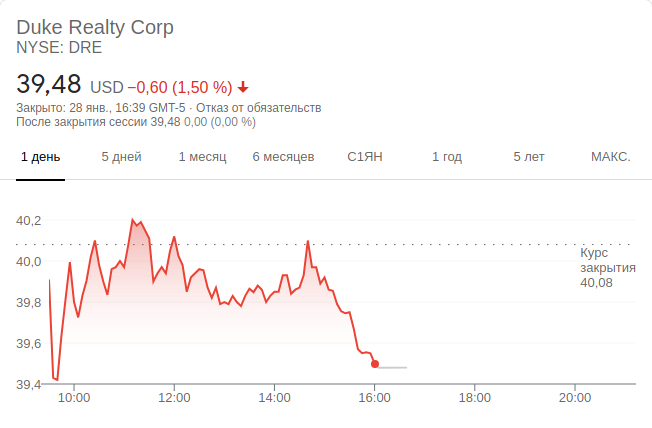 Duke Realty Corp
NYSE: DRE
39,48 USD −0,60 (1,50 %)
Закрыто: 28 янв., 16:39 GMT-5 · Отказ от обязательств
После закрытия сессии 39,48 0,00 (0,00 %)
1 день 5 дней 1 месяц 6 месяцев С1ЯН 1 год 5 лет МАКС.
40,2
40,0
39,8
39,6
39,4
Курс
закрытия
40,08
10:00 12:00 14:00 16:00 18:00 20:00